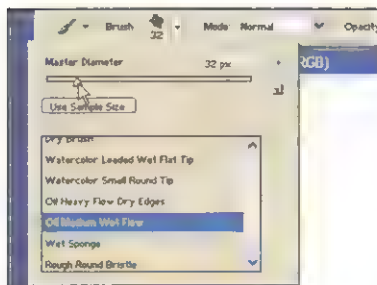 Brush 32 Mode Normal Opacity
RGB)
Master Diameter 32 px
Use Sample Size
Dry Brush
Watercolor Loaded Wet Flat Tip
Watercolor Small Round Tip
Oil Heavy Flow Dry Edges
Oil Medium Wet Flow
Wet Sponge
Rough Round Bristle